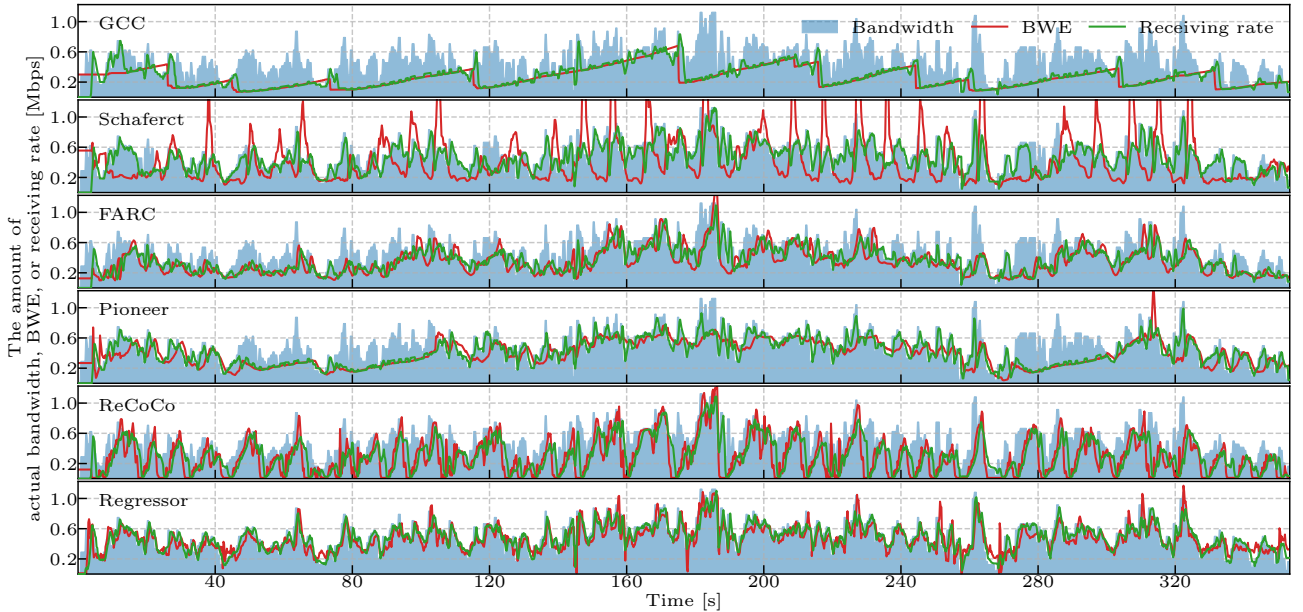 The amount of
actual bandwidth, BWE, or receiving rate [Mbps]
GCC
Bandwidth BWE Receiving rate
1.0
0.6
0.2
Schaferct
1.0
0.6
0.2
FARC
1.0
0.6
0.2
Pioneer
1.0
0.6
0.2
ReCoCo
1.0
0.6
0.2
Regressor
1.0
0.6
0.2
40 80 120 160 200 240 280 320
Time [s]